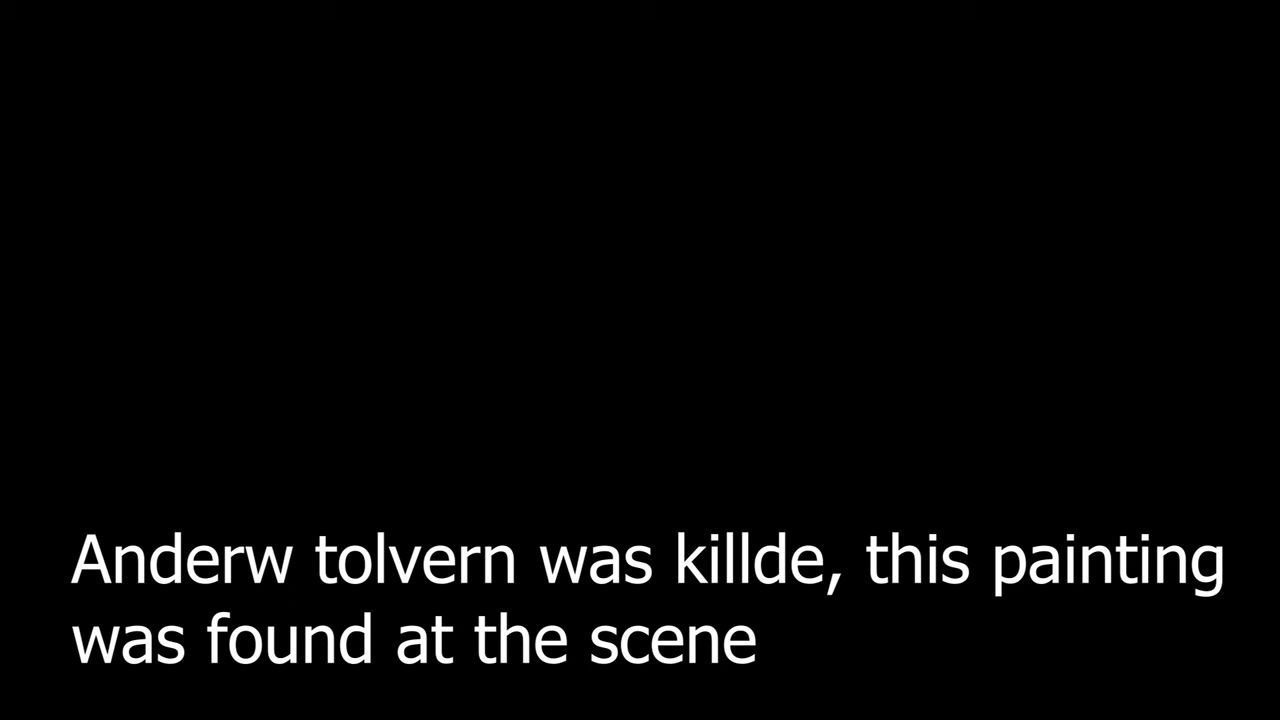 Anderw tolvern was killde, this painting
was found at the scene